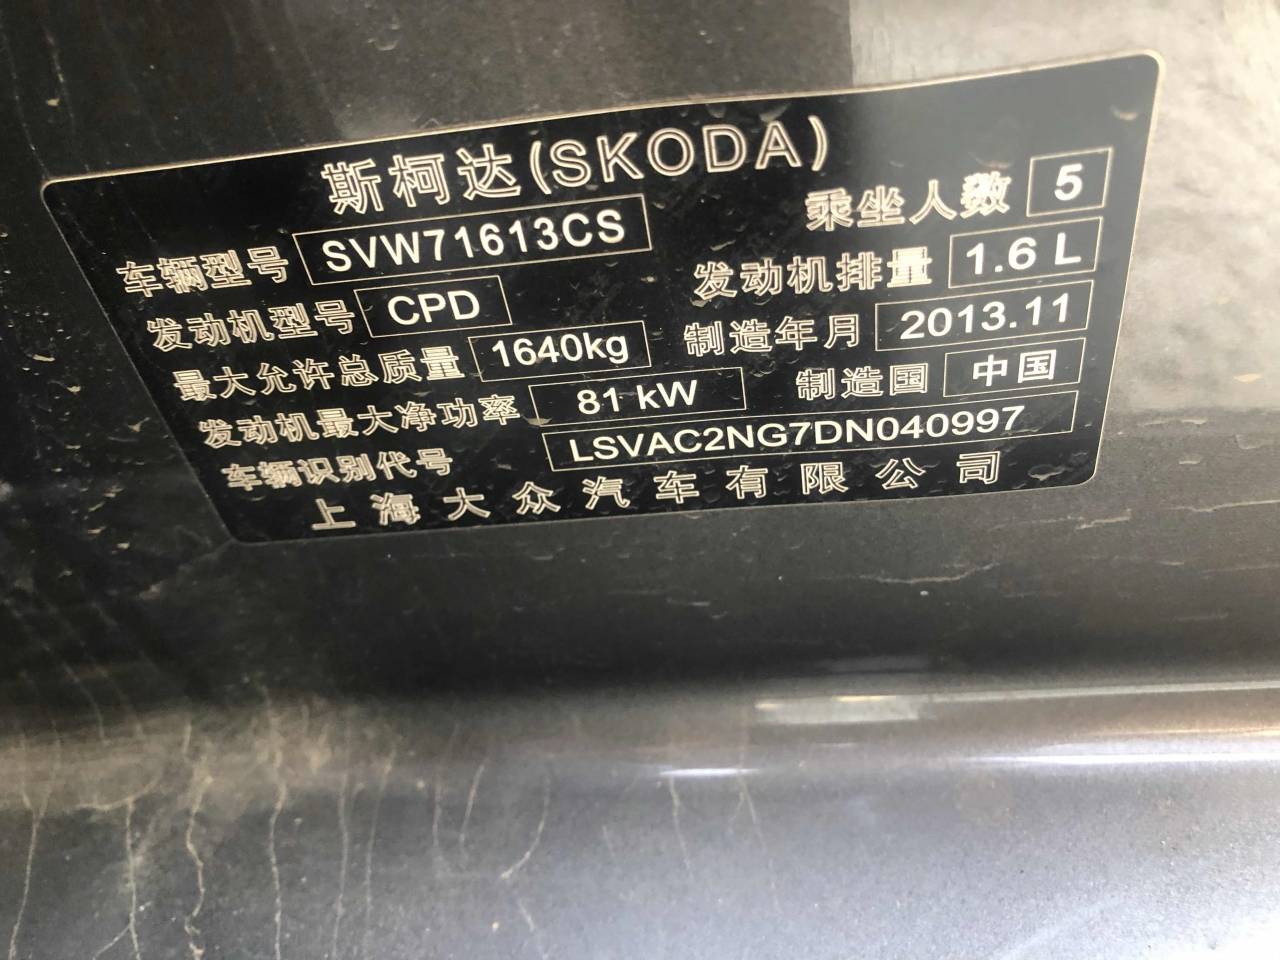 斯柯达(SKODA)
车辆型号 SVW71613CS 乘坐人数 5
发动机型号 CPD 发动机排量 1.6 L
最大允许总质量 1640kg 制造年月 2013.11
发动机最大净功率 81 kW 制造国 中国
车辆识别代号 LSVAC2NG7DN040997
上海大众汽车有限公司